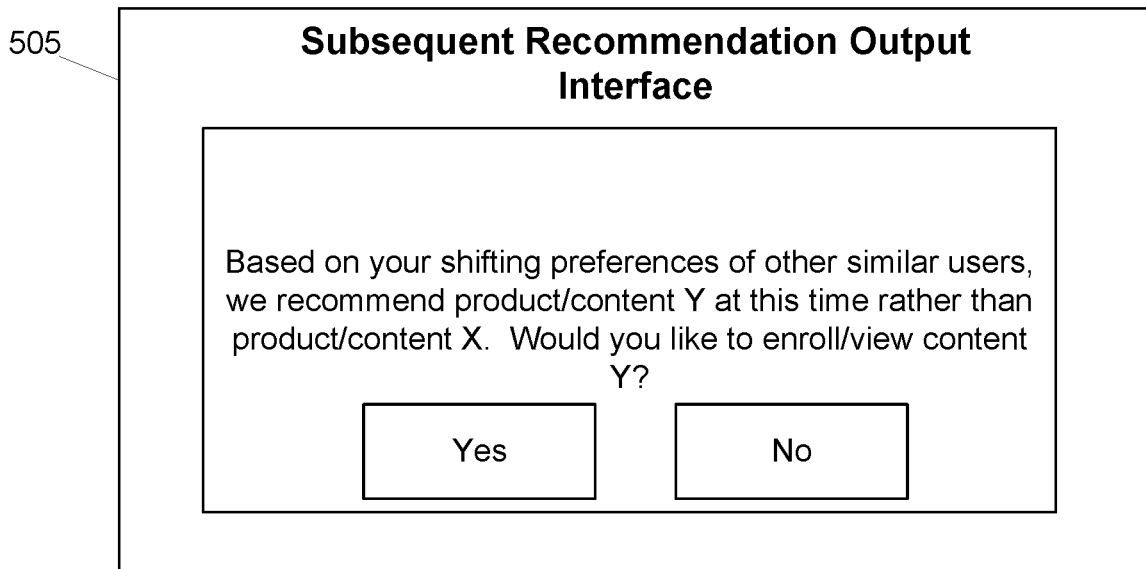 505
Subsequent Recommendation Output
Interface
Based on your shifting preferences of other similar users,
we recommend product/content Y at this time rather than
product/content X.  Would you like to enroll/view content
Y?
Yes
No